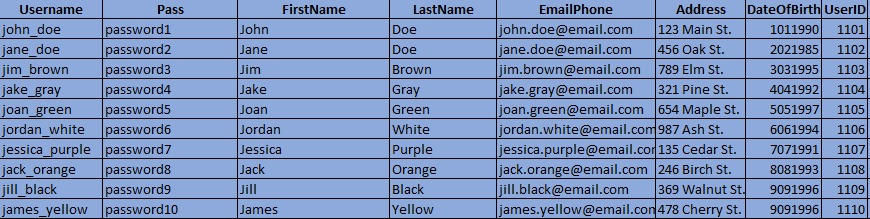 Username Pass FirstName LastName EmailPhone Address DateOfBirth UserID
john_doe password1 John Doe john.doe@email.com 123 Main St. 1011990 1101
jane_doe password2 Jane Doe jane.doe@email.com 456 Oak St. 2021985 1102
jim_brown password3 Jim Brown jim.brown@email.com 789 Elm St. 3031995 1103
jake_gray password4 Jake Gray jake.gray@email.com 321 Pine St. 4041992 1104
joan_green password5 Joan Green joan.green@email.com 654 Maple St. 5051997 1105
jordan_white password6 Jordan White jordan.white@email.com 987 Ash St. 6061994 1106
jessica_purple password7 Jessica Purple jessica.purple@email.com 135 Cedar St. 7071991 1107
jack_orange password8 Jack Orange jack.orange@email.com 246 Birch St. 8081993 1108
jill_black password9 Jill Black jill.black@email.com 369 Walnut St. 9091996 1109
james_yellow password10 James Yellow james.yellow@email.com 478 Cherry St. 9091996 1110